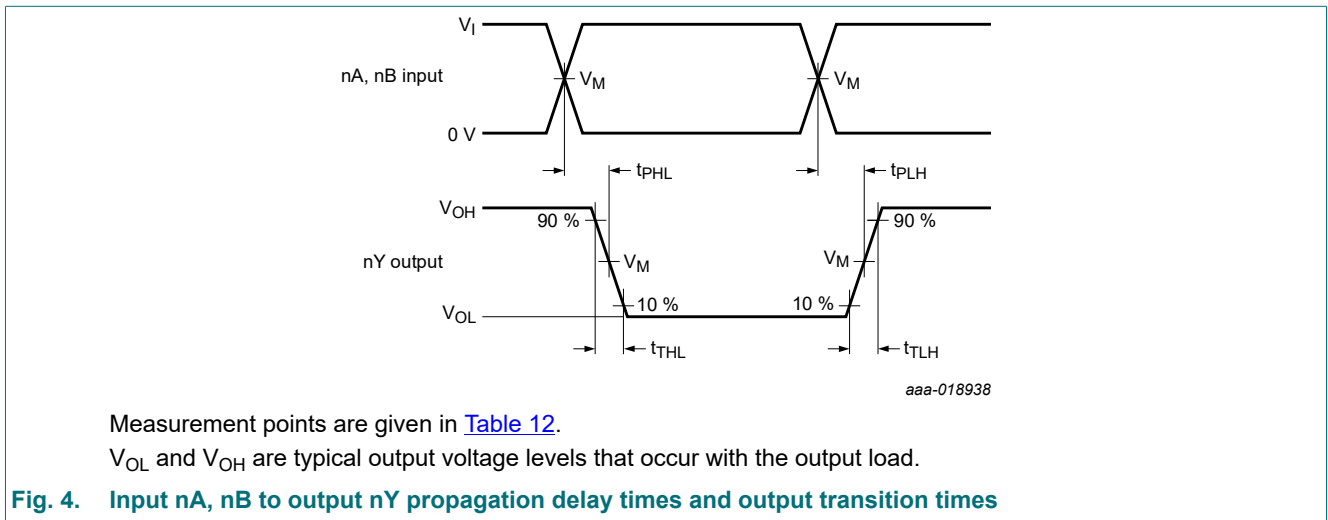 VI
nA, nB input
VM
VM
0 V
tPHL
tPLH
VOH
90 %
90 %
nY output
VM
VM
10 %
10 %
VOL
tTHL
tTLH
aaa-018938
Measurement points are given in Table 12.
VOL and VOH are typical output voltage levels that occur with the output load.
Fig. 4. Input nA, nB to output nY propagation delay times and output transition times